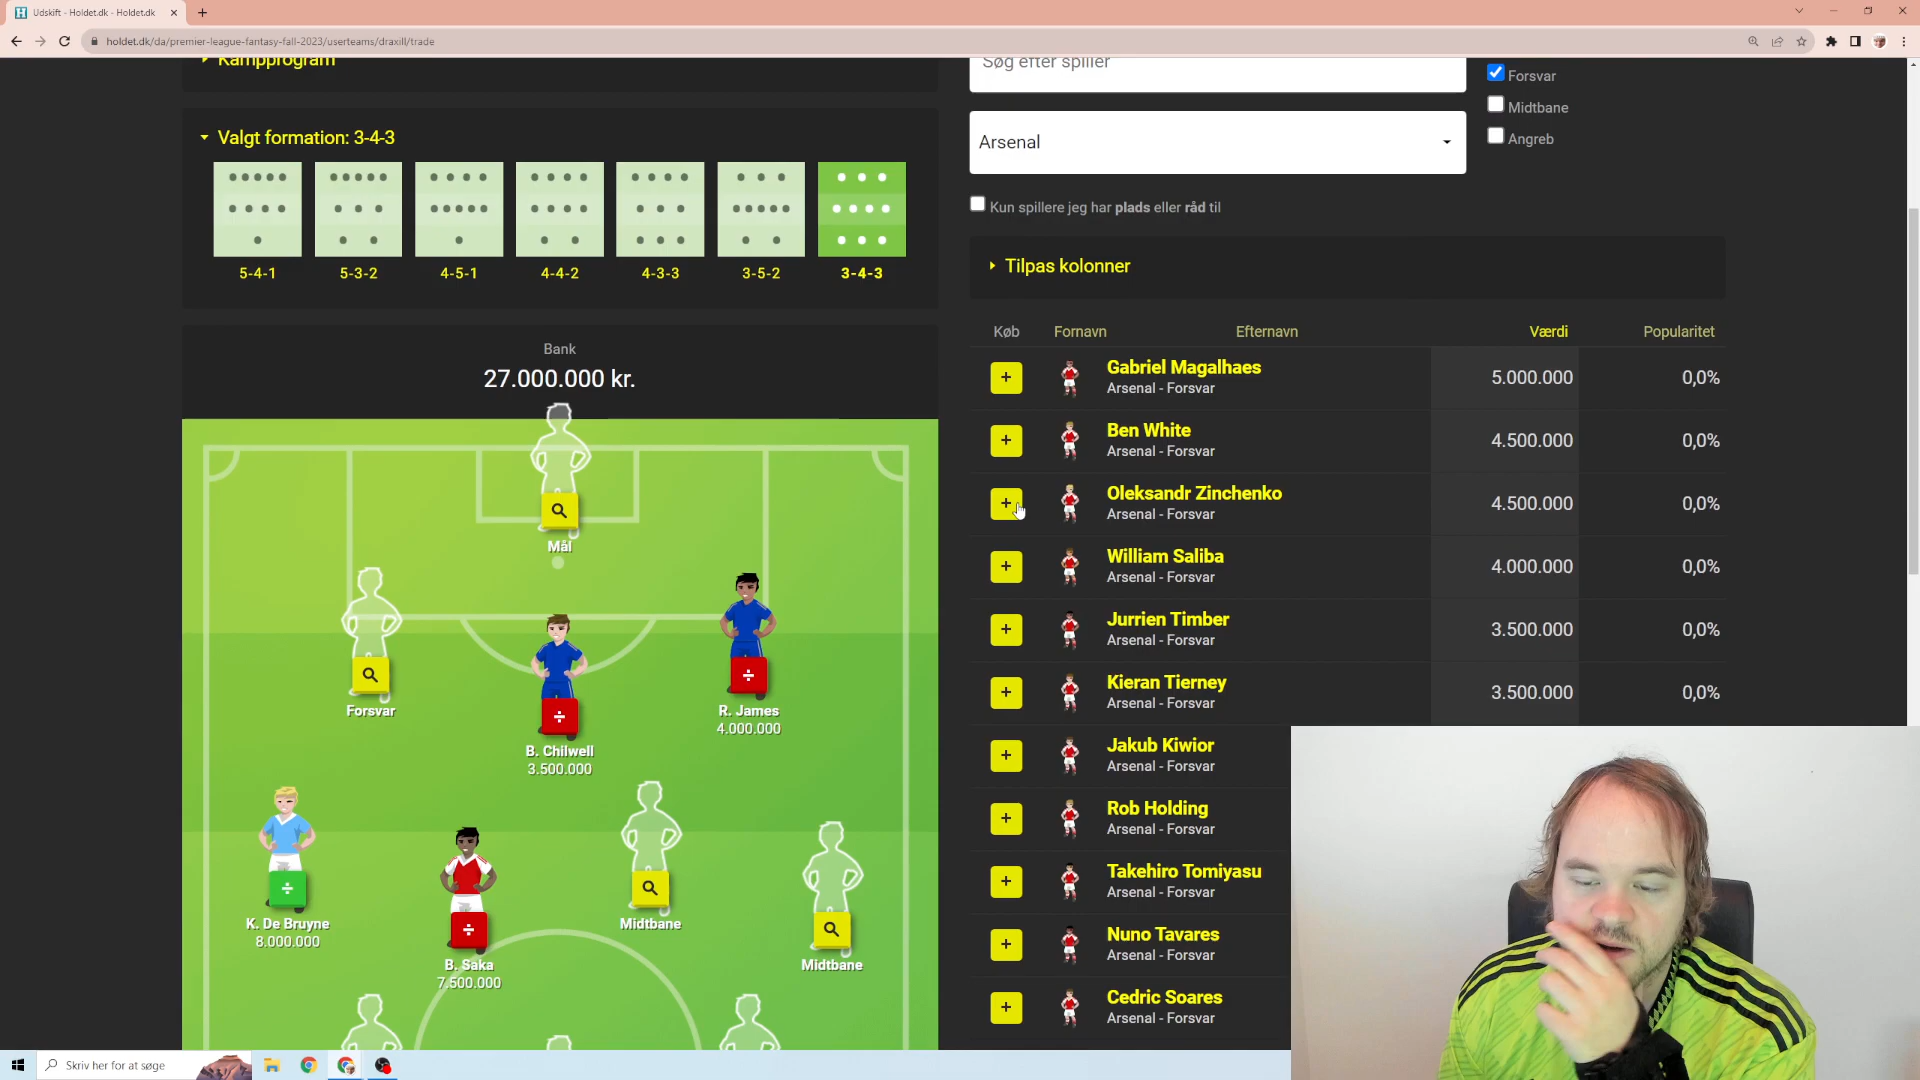 Udskift - Holdet.dk - Holdet.dk
holdet.dk/da/premier-league-fantasy-fall-2023/userteams/draxill/trade
Kampprogram
Valgt formation: 3-4-3
5-4-1
5-3-2
4-5-1
4-4-2
4-3-3
3-5-2
3-4-3
Bank
27.000.000 kr.
Mål
Forsvar
B. Chilwell
3.500.000
R. James
4.000.000
K. De Bruyne
8.000.000
B. Saka
7.500.000
Midtbane
Midtbane
Søg efter spiller
Arsenal
Forsvar
Midtbane
Angreb
Kun spillere jeg har plads eller råd til
Tilpas kolonner
Køb Fornavn Efternavn Værdi Popularitet
Gabriel Magalhaes 5.000.000 0,0%
Arsenal - Forsvar
Ben White 4.500.000 0,0%
Arsenal - Forsvar
Oleksandr Zinchenko 4.500.000 0,0%
Arsenal - Forsvar
William Saliba 4.000.000 0,0%
Arsenal - Forsvar
Jurrien Timber 3.500.000 0,0%
Arsenal - Forsvar
Kieran Tierney 3.500.000 0,0%
Arsenal - Forsvar
Jakub Kiwior
Arsenal - Forsvar
Rob Holding
Arsenal - Forsvar
Takehiro Tomiyasu
Arsenal - Forsvar
Nuno Tavares
Arsenal - Forsvar
Cedric Soares
Arsenal - Forsvar
Skriv her for at søge